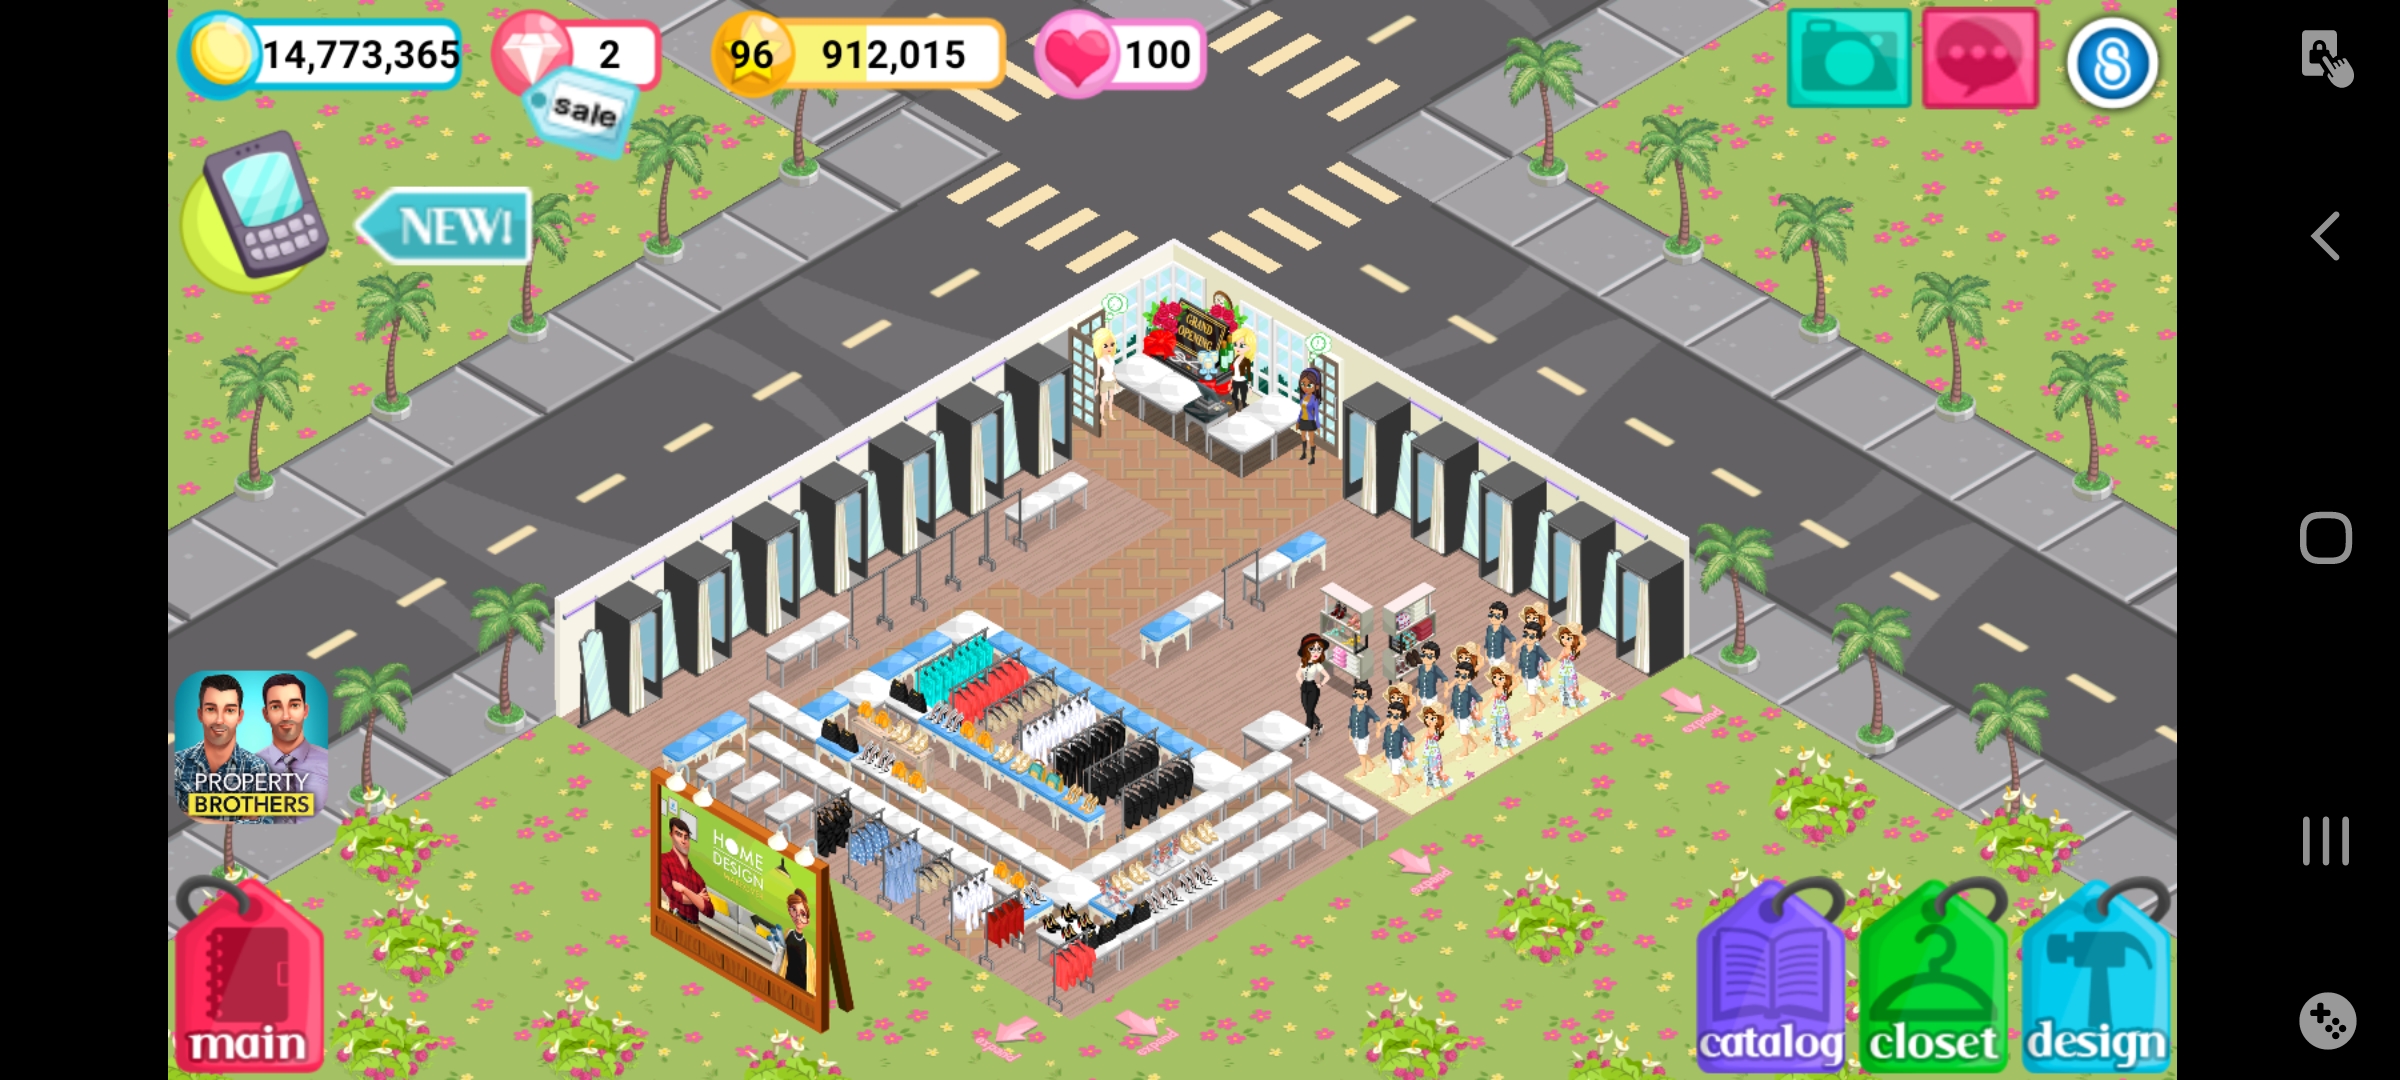 14,773,365
2
96
912,015
100
sale
NEW!
GRAND
OPENING
PROPERTY
BROTHERS
HOME
DESIGN
expand
expand
expand
expand
main
catalog
closet
design